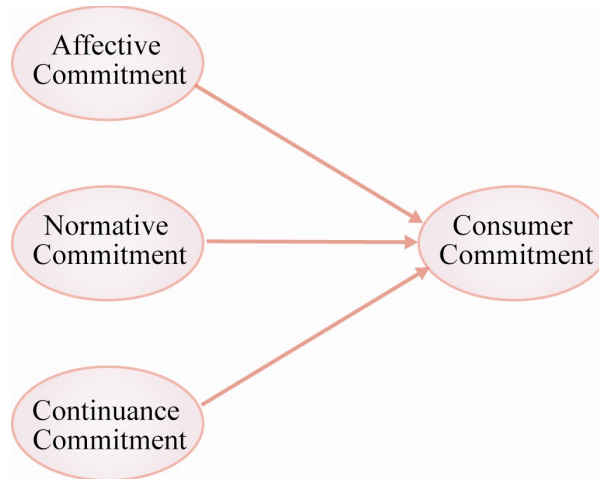 Affective
Commitment
Normative
Commitment
Consumer
Commitment
Continuance
Commitment